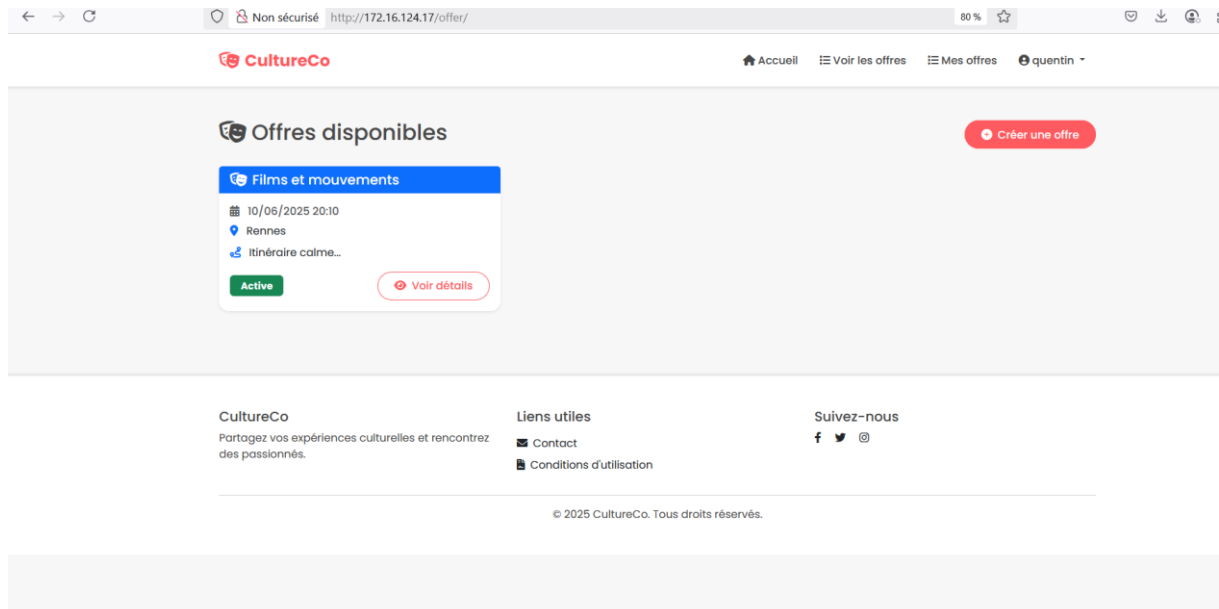 Non sécurisé http://172.16.124.17/offer/ 80 %
CultureCo Accueil Voir les offres Mes offres quentin
Offres disponibles Créer une offre
Films et mouvements
10/06/2025 20:10
Rennes
Itinéraire calme...
Active Voir détails
CultureCo Liens utiles Suivez-nous
Partagez vos expériences culturelles et rencontrez
des passionnés.
Contact
Conditions d'utilisation
© 2025 CultureCo. Tous droits réservés.